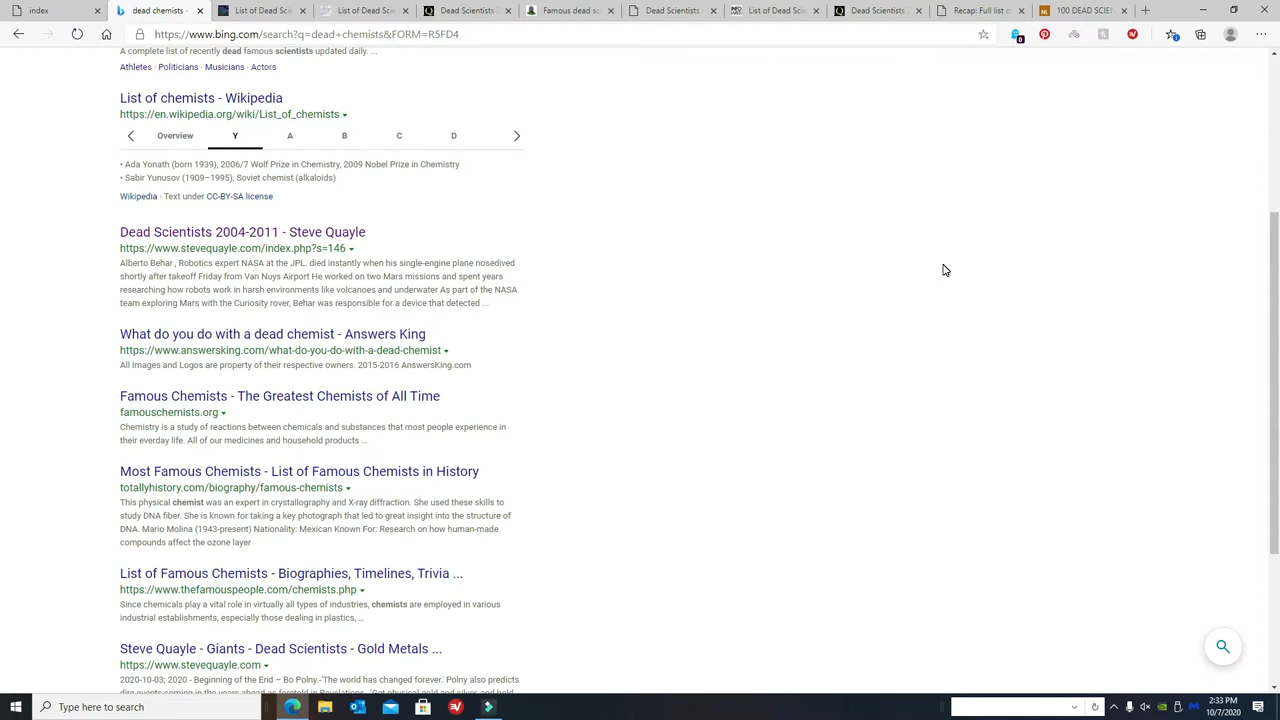 index
Dead Scientis
Dead Scien
dead chem
Dead Scien
Famous dea
Dead Scienti
Dead Scienti
List of Scien
Dead Scienti
Dead Scienti
Recap: Full li
100 DEAD SCIE
https://www.bing.com/search?q=dead+chemists&FORM=R5FD4
A complete list of recently dead famous scientists updated daily. ...
Athletes · Politicians · Musicians · Actors
List of chemists - Wikipedia
https://en.wikipedia.org/wiki/List_of_chemists
Overview Y A B C D
• Ada Yonath (born 1939), 2006/7 Wolf Prize in Chemistry, 2009 Nobel Prize in Chemistry
• Sabir Yunusov (1909–1995), Soviet chemist (alkaloids)
Wikipedia · Text under CC-BY-SA license
Dead Scientists 2004-2011 - Steve Quayle
https://www.stevequayle.com/index.php?s=146
Alberto Behar , Robotics expert NASA at the JPL. died instantly when his single-engine plane nosedived
shortly after takeoff Friday from Van Nuys Airport He worked on two Mars missions and spent years
researching how robots work in harsh environments like volcanoes and underwater As part of the NASA
team exploring Mars with the Curiosity rover, Behar was responsible for a device that detected ...
What do you do with a dead chemist - Answers King
https://www.answersking.com/what-do-you-do-with-a-dead-chemist
All Images and Logos are property of their respective owners. 2015-2016 AnswersKing.com
Famous Chemists - The Greatest Chemists of All Time
famouschemists.org
Chemistry is a study of reactions between chemicals and substances that most people experience in
their everday life. All of our medicines and household products ...
Most Famous Chemists - List of Famous Chemists in History
totallyhistory.com/biography/famous-chemists
This physical chemist was an expert in crystallography and X-ray diffraction. She used these skills to
study DNA fiber. She is known for taking a key photograph that led to great insight into the structure of
DNA. Mario Molina (1943-present) Nationality: Mexican Known For: Research on how human-made
compounds affect the ozone layer
List of Famous Chemists - Biographies, Timelines, Trivia ...
https://www.thefamouspeople.com/chemists.php
Since chemicals play a vital role in virtually all types of industries, chemists are employed in various
industrial establishments, especially those dealing in plastics, ...
Steve Quayle - Giants - Dead Scientists - Gold Metals ...
https://www.stevequayle.com
2020-10-03; 2020 - Beginning of the End – Bo Polny.-'The world has changed forever.' Polny also predicts
Type here to search
2:33 PM
10/7/2020